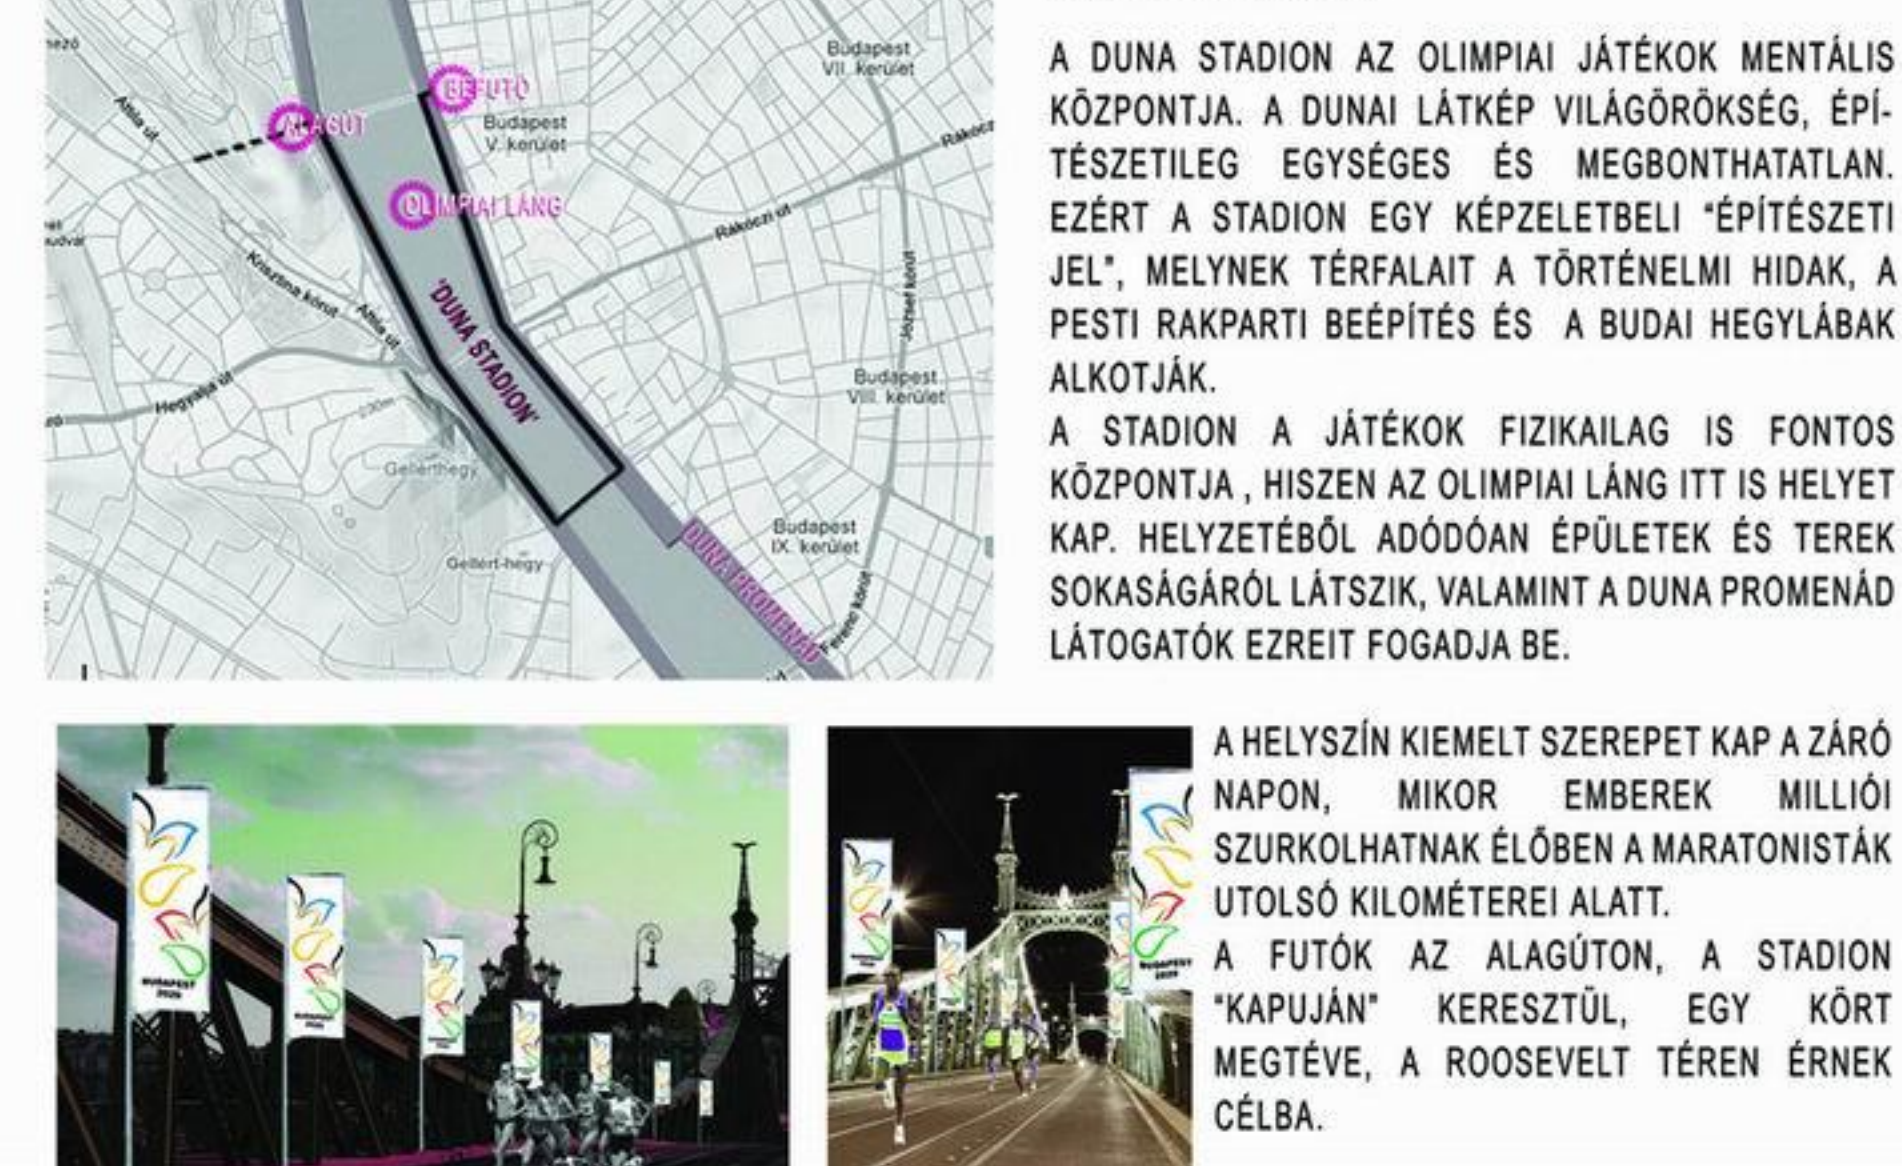 Budapest
VII. kerület
BEFUTÓ
Attila út
ALAGÚT
Budapest
V. kerület
OLIMPIAI LÁNG
Rákóczi út
Krisztina körút
Attila út
József körút
'DUNA STADION'
Hegyalja út
Budapest
VIII. kerület
Gellérthegy
Budapest
IX. kerület
Gellért-hegy
DUNA PROMENÁD
Ferenc körút
A DUNA STADION AZ OLIMPIAI JÁTÉKOK MENTÁLIS
KÖZPONTJA. A DUNAI LÁTKÉP VILÁGÖRÖKSÉG, ÉPÍ-
TÉSZETILEG EGYSÉGES ÉS MEGBONTHATATLAN.
EZÉRT A STADION EGY KÉPZELETBELI "ÉPÍTÉSZETI
JEL", MELYNEK TÉRFALAIT A TÖRTÉNELMI HIDAK, A
PESTI RAKPARTI BEÉPÍTÉS ÉS A BUDAI HEGYLÁBAK
ALKOTJÁK.
A STADION A JÁTÉKOK FIZIKAILAG IS FONTOS
KÖZPONTJA , HISZEN AZ OLIMPIAI LÁNG ITT IS HELYET
KAP. HELYZETÉBŐL ADÓDÓAN ÉPÜLETEK ÉS TEREK
SOKASÁGÁRÓL LÁTSZIK, VALAMINT A DUNA PROMENÁD
LÁTOGATÓK EZREIT FOGADJA BE.
BUDAPEST
2020
BUDAPEST
BUDAPEST
A HELYSZÍN KIEMELT SZEREPET KAP A ZÁRÓ
NAPON, MIKOR EMBEREK MILLIÓI
SZURKOLHATNAK ÉLŐBEN A MARATONISTÁK
UTOLSÓ KILOMÉTEREI ALATT.
A FUTÓK AZ ALAGÚTON, A STADION
"KAPUJÁN" KERESZTÜL, EGY KÖRT
MEGTÉVE, A ROOSEVELT TÉREN ÉRNEK
CÉLBA.